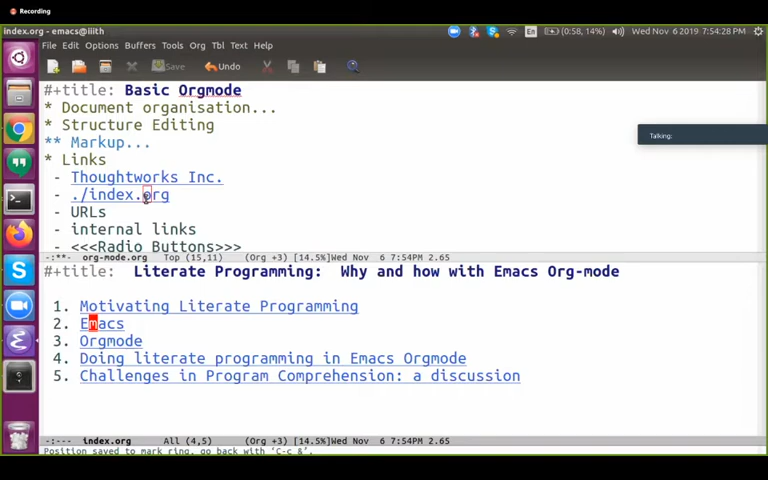 Recording
index.org - emacs@iiith
En
(0:58, 14%)
Wed Nov 6 2019, 7:54:28 PM
File Edit Options Buffers Tools Org Tbl Text Help
Save
Undo
#+title: Basic Orgmode
* Document organisation...
* Structure Editing
** Markup...
* Links
- Thoughtworks Inc.
- ./index.org
- URLs
- internal links
- <<<Radio Buttons>>>
Talking:
-:**- org-mode.org Top (15,11) (Org +3) [14.5%]Wed Nov 6 7:54PM 2.65
#+title: Literate Programming: Why and how with Emacs Org-mode
1. Motivating Literate Programming
2. Emacs
3. Orgmode
4. Doing literate programming in Emacs Orgmode
5. Challenges in Program Comprehension: a discussion
-:--- index.org All (4,5) (Org +3) [14.5%]Wed Nov 6 7:54PM 2.65
Position saved to mark ring, go back with ‘C-c &’.